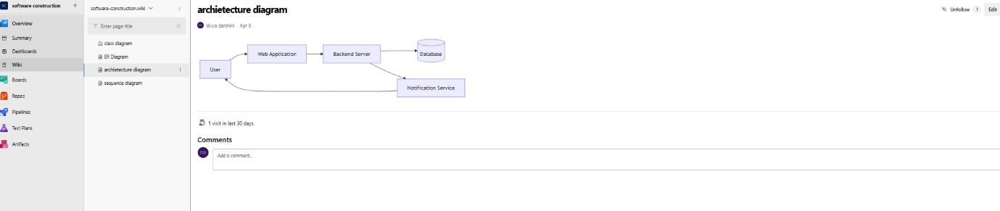 SC software construction +
Overview
Summary
Dashboards
Wiki
Boards
Repos
Pipelines
Test Plans
Artifacts
software-construction.wiki
Enter page title
class diagram
ER Diagram
archietecture diagram
sequence diagram
archietecture diagram
Unfollow 1 Edit
DD divya darshini Apr 9
User
Web Application
Backend Server
Database
Notification Service
1 visit in last 30 days
Comments
DD Add a comment...